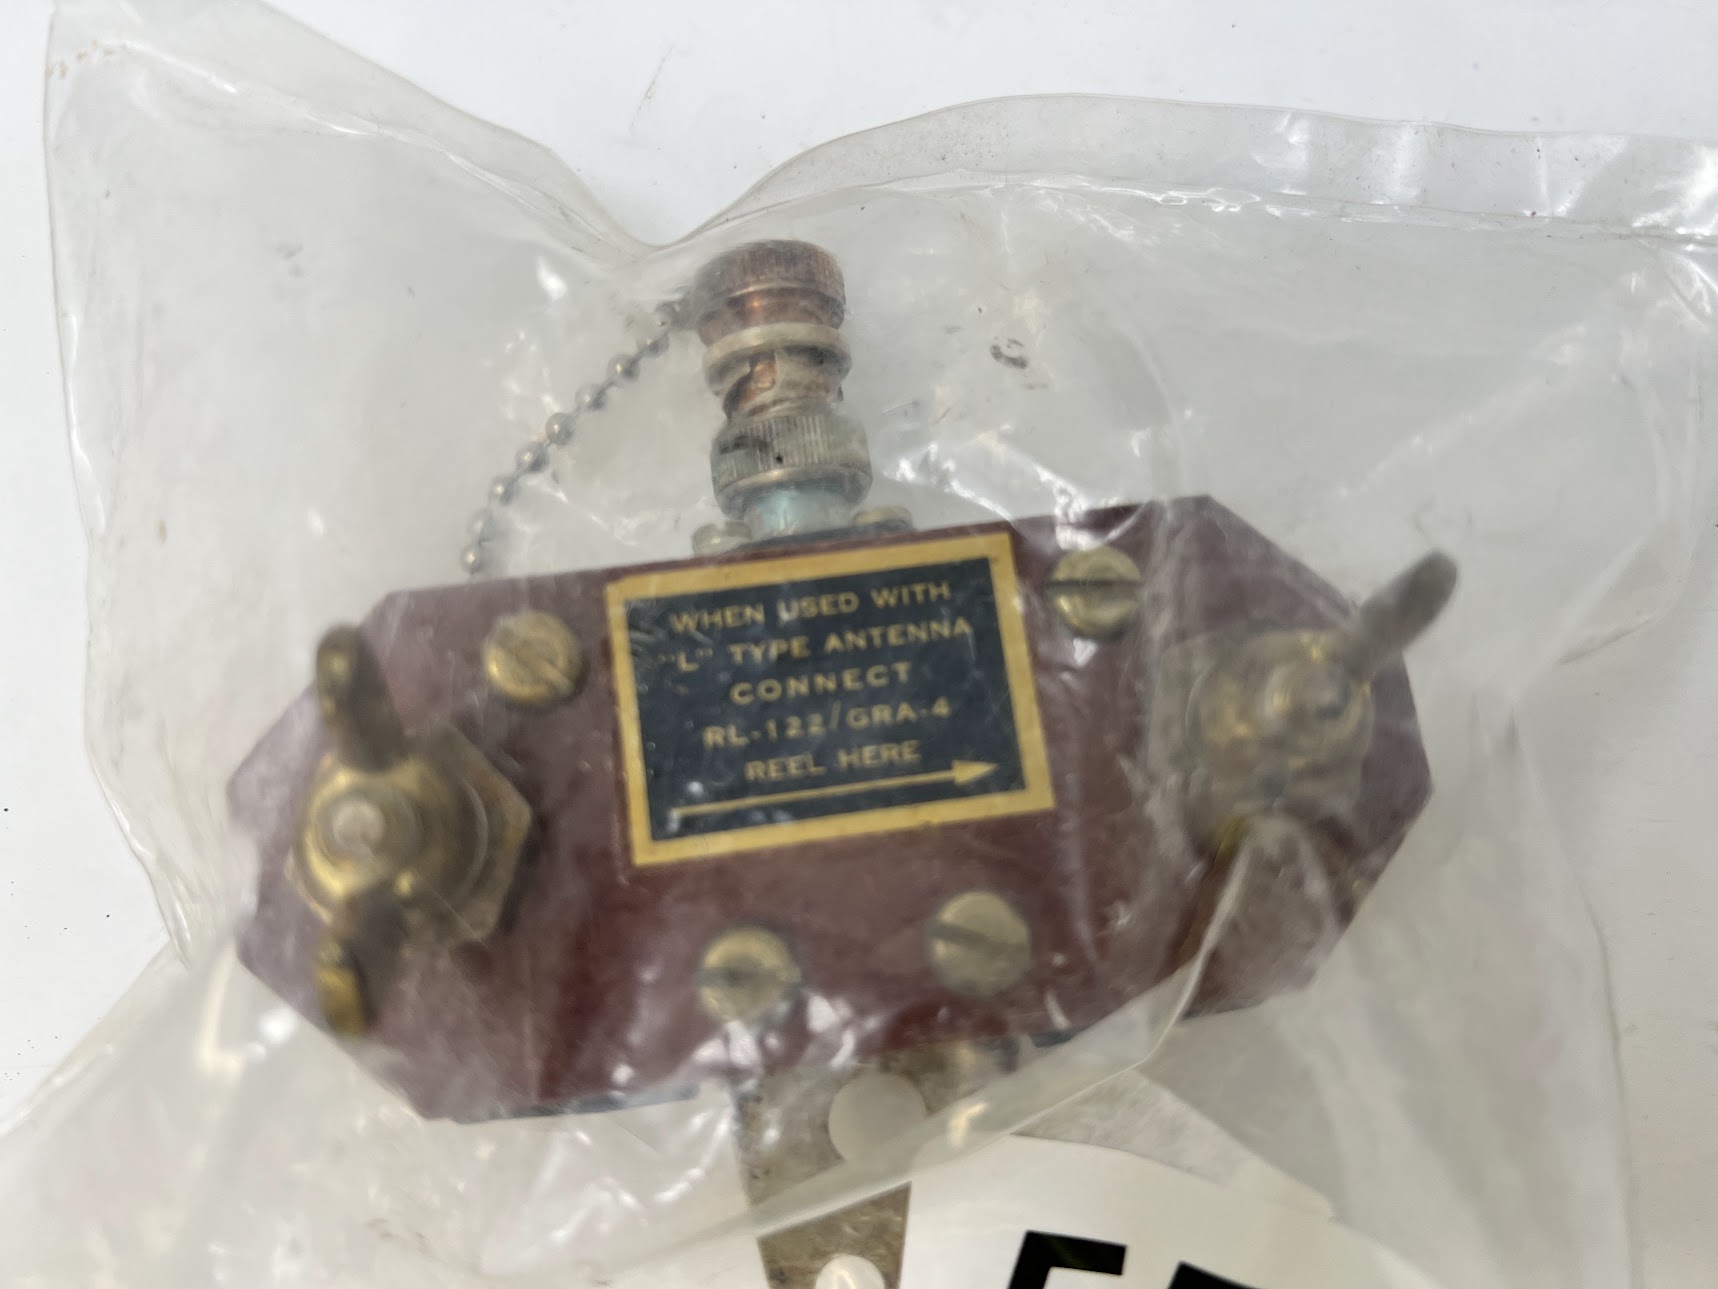 WHEN USED WITH
"L" TYPE ANTENNA
CONNECT
RL-122/GRA-4
REEL HERE